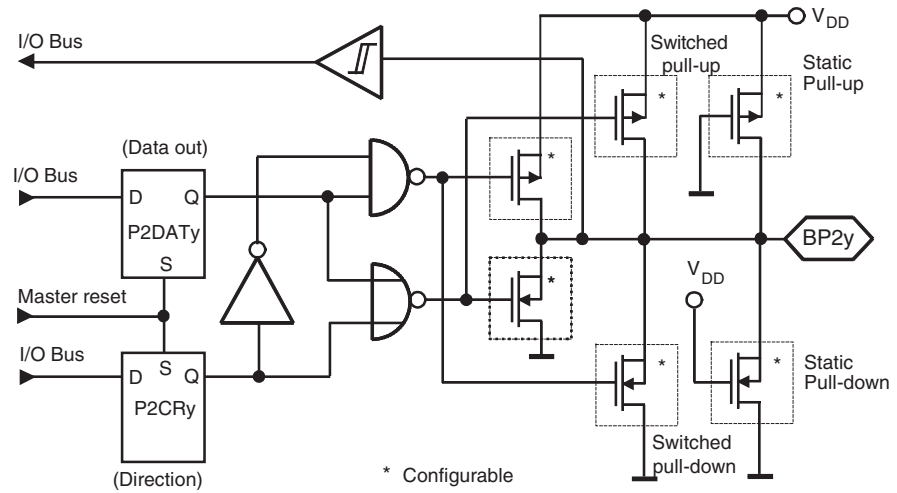 V_DD
I/O Bus
Switched
pull-up
Static
Pull-up
*
*
(Data out)
*
I/O Bus
D
Q
P2DATy
S
BP2y
V_DD
*
Master reset
I/O Bus
S
D
Q
P2CRy
*
*
Static
Pull-down
Switched
pull-down
(Direction)
* Configurable